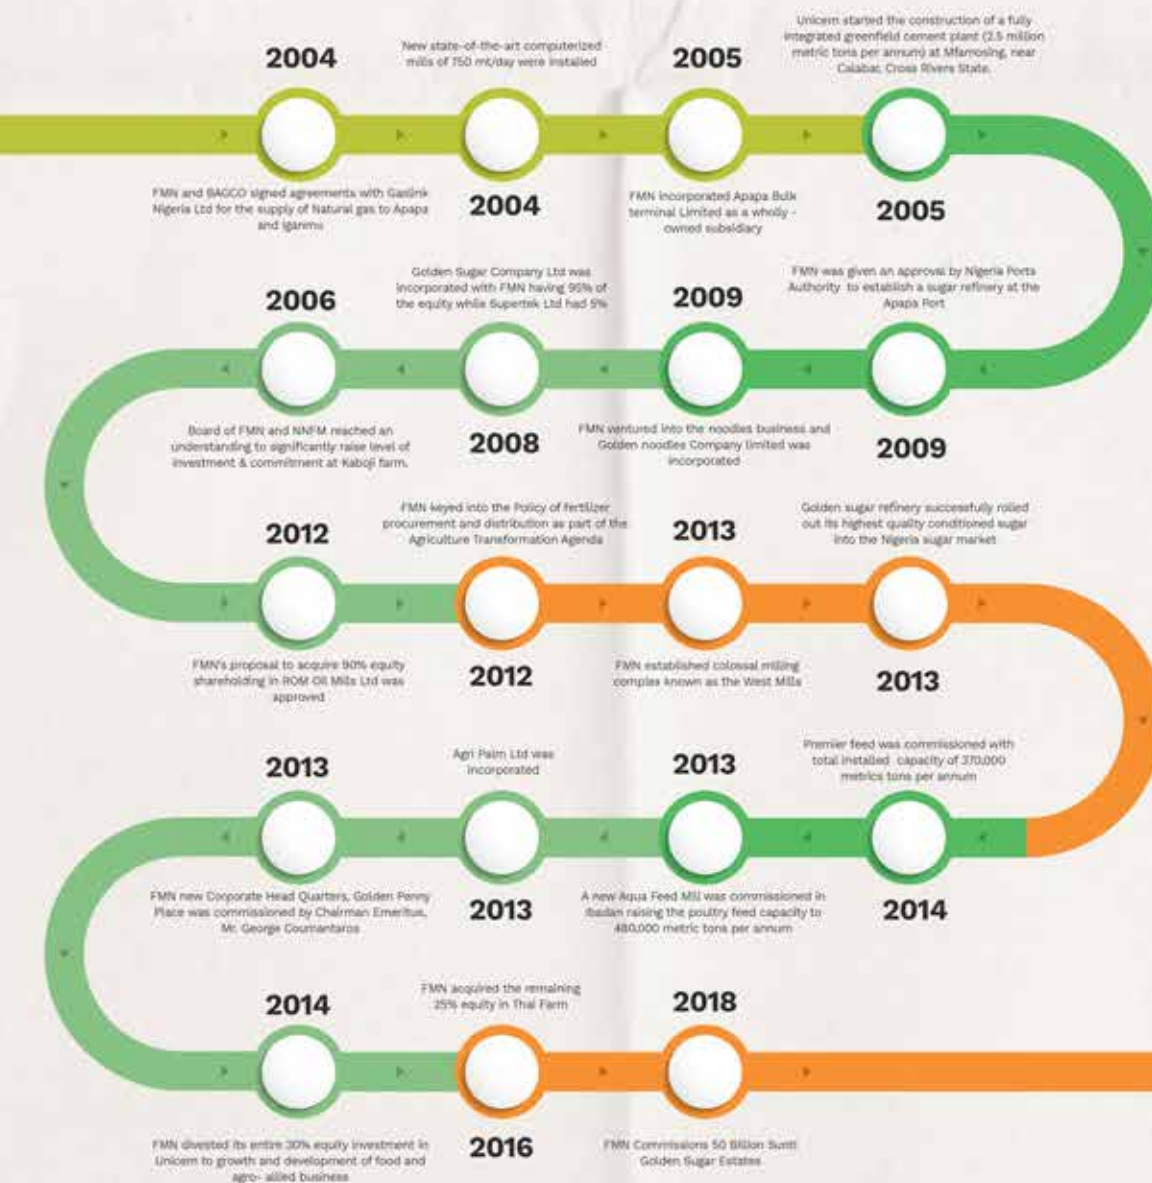 2004
FMN and BAGCO signed agreements with Gaslink
Nigeria Ltd for the supply of Natural gas to Apapa
and Iganmu
New state-of-the-art computerized
mills of 750 mt/day were installed
2004
2005
FMN incorporated Apapa Bulk
terminal Limited as a wholly -
owned subsidiary
Unicem started the construction of a fully
integrated greenfield cement plant (2.5 million
metric tons per annum) at Mfamosing, near
Calabar, Cross Rivers State.
2005
2006
Board of FMN and NNFM reached an
understanding to significantly raise level of
investment & commitment at Kaboji farm.
Golden Sugar Company Ltd was
incorporated with FMN having 95% of
the equity while Supertek Ltd had 5%
2008
2009
FMN ventured into the noodles business and
Golden noodles Company limited was
incorporated
FMN was given an approval by Nigeria Ports
Authority to establish a sugar refinery at the
Apapa Port
2009
2012
FMN's proposal to acquire 90% equity
shareholding in ROM Oil Mills Ltd was
approved
FMN keyed into the Policy of fertilizer
procurement and distribution as part of the
Agriculture Transformation Agenda
2012
2013
FMN established colossal milling
complex known as the West Mills
Golden sugar refinery successfully rolled
out its highest quality conditioned sugar
into the Nigeria sugar market
2013
2013
FMN new Corporate Head Quarters, Golden Penny
Place was commissioned by Chairman Emeritus,
Mr. George Coumantaros
Agri Palm Ltd was
incorporated
2013
2013
A new Aqua Feed Mill was commissioned in
Ibadan raising the poultry feed capacity to
480,000 metric tons per annum
Premier feed was commissioned with
total installed capacity of 370,000
metrics tons per annum
2014
2014
FMN divested its entire 30% equity investment in
Unicem to growth and development of food and
agro- allied business
FMN acquired the remaining
25% equity in Thai Farm
2016
2018
FMN Commissions 50 Billion Sunti
Golden Sugar Estates